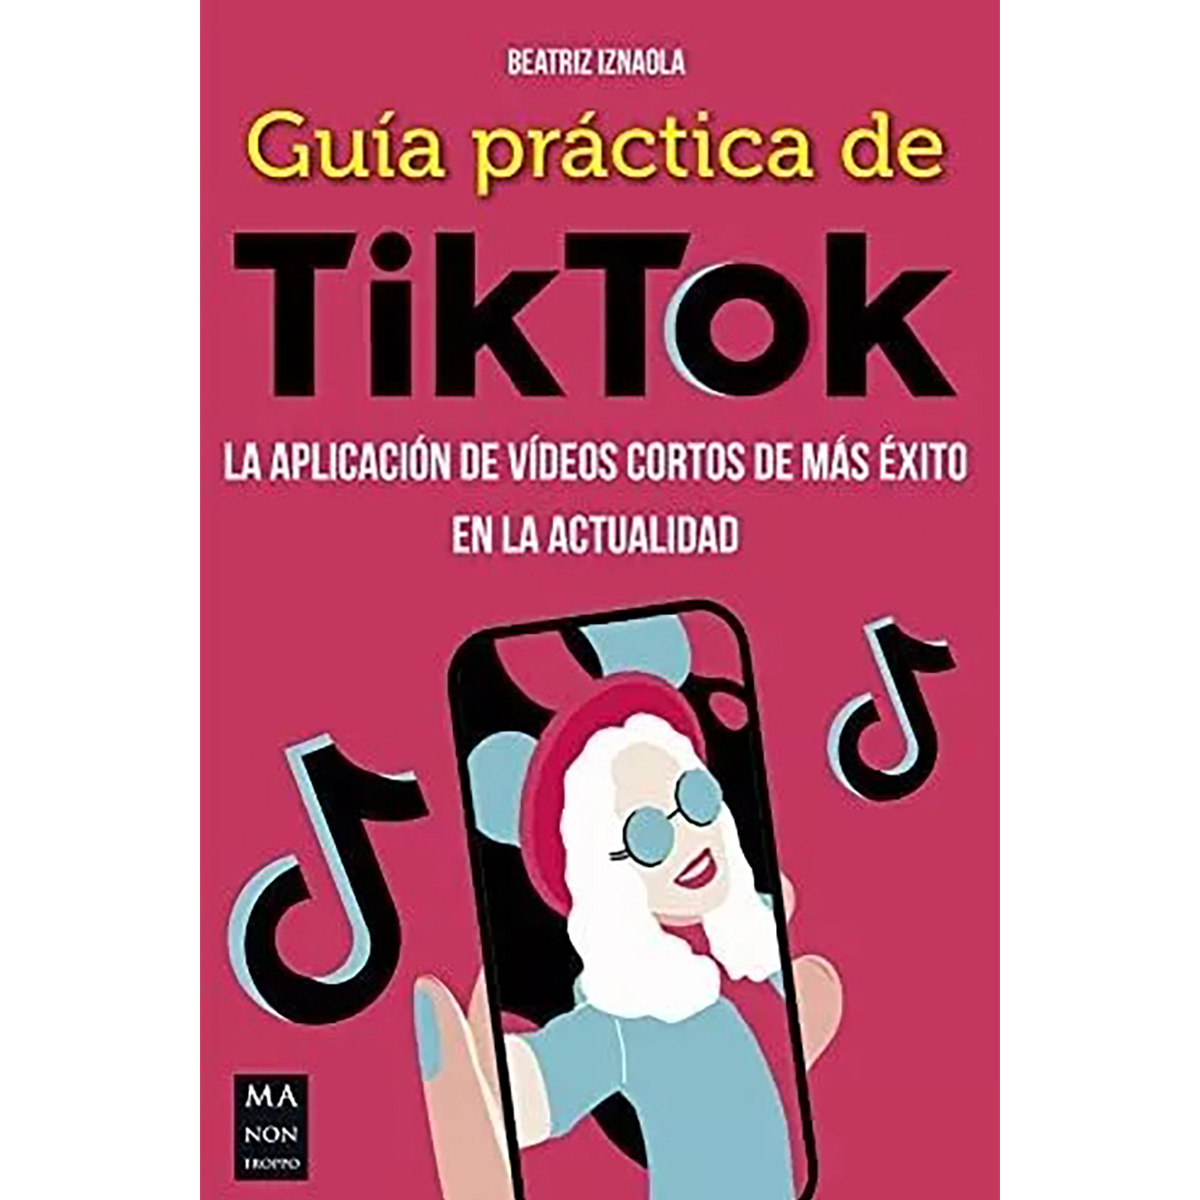 BEATRIZ IZNAOLA
Guía práctica de
TikTok
LA APLICACIÓN DE VÍDEOS CORTOS DE MÁS ÉXITO
EN LA ACTUALIDAD
MA
NON
TROPPO